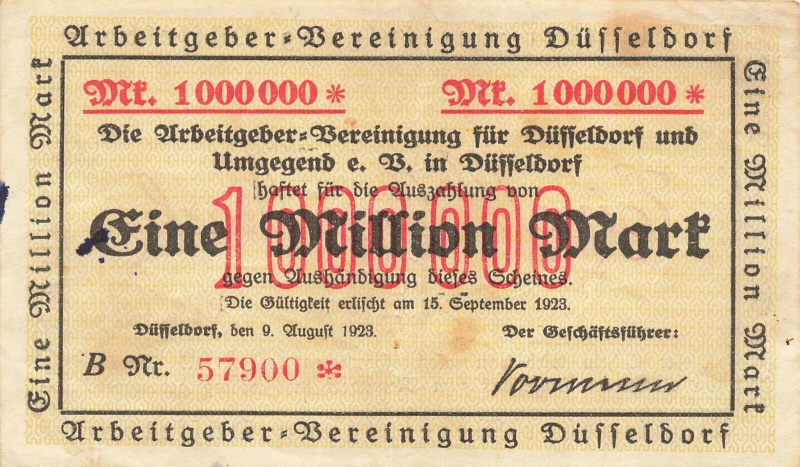 Arbeitgeber-Vereinigung Düsseldorf
Eine Million Mark
Eine Million Mark
Mk. 1000000 * Mk. 1000000 *
Die Arbeitgeber-Vereinigung für Düsseldorf und
Umgegend e. V. in Düsseldorf
haftet für die Auszahlung von
1000000
Eine Million Mark
gegen Aushändigung dieses Scheines.
Die Gültigkeit erlischt am 15. September 1923.
Düsseldorf, den 9. August 1923. Der Geschäftsführer:
B Nr. 57900 *
Arbeitgeber-Vereinigung Düsseldorf